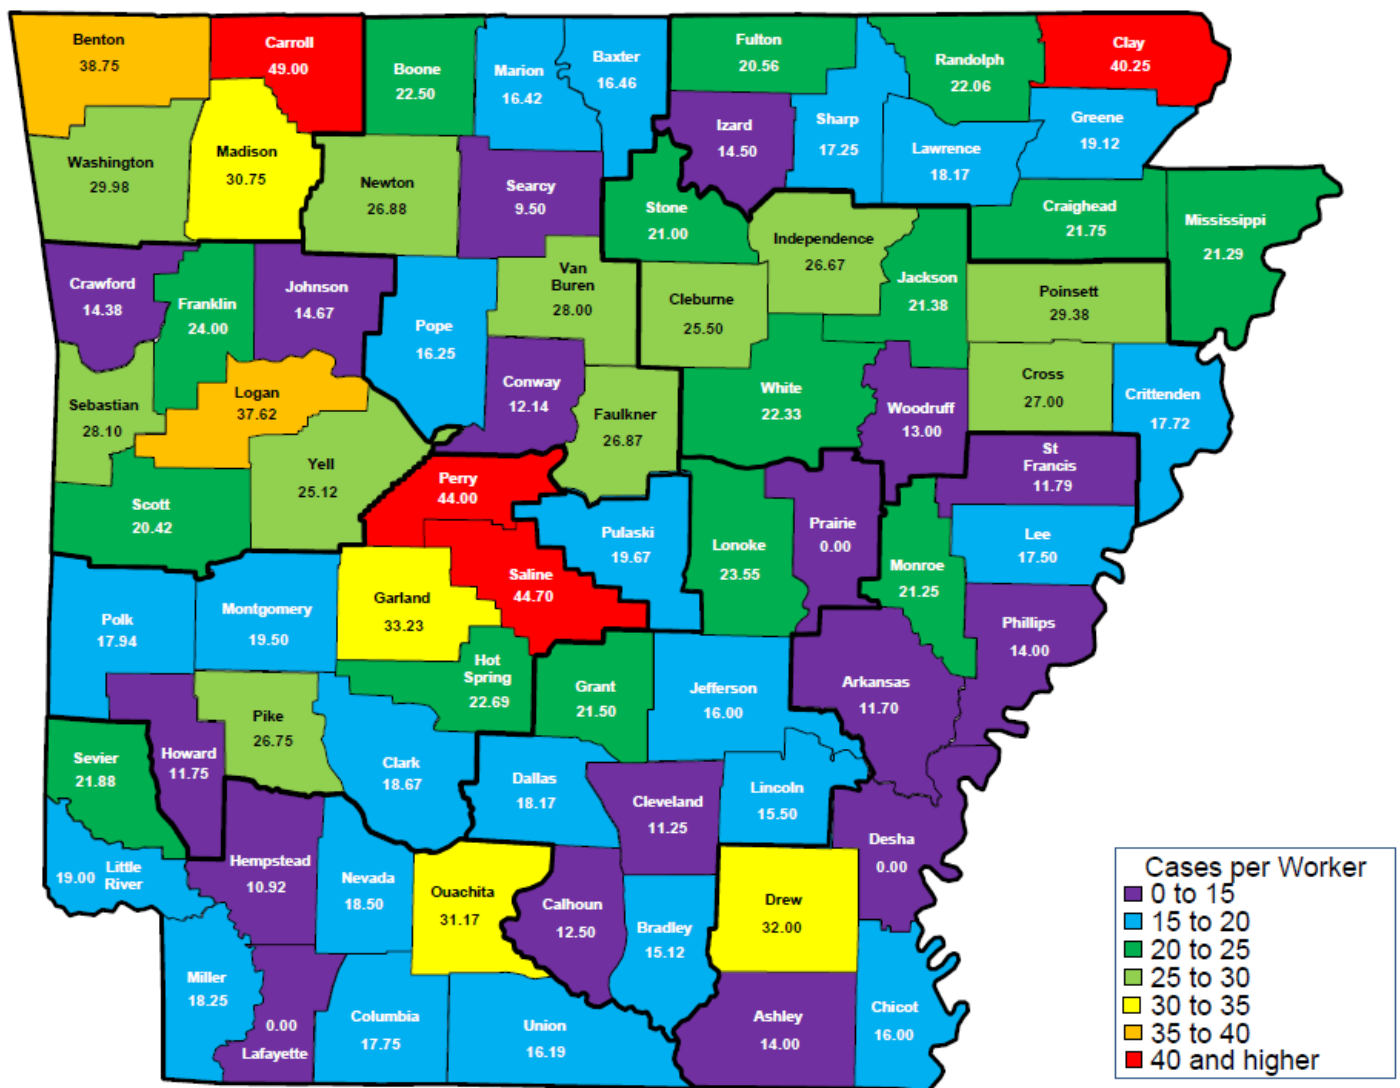 Benton
38.75
Carroll
49.00
Boone
22.50
Marion
16.42
Baxter
16.46
Fulton
20.56
Randolph
22.06
Clay
40.25
Izard
14.50
Sharp
17.25
Lawrence
18.17
Greene
19.12
Washington
29.98
Madison
30.75
Newton
26.88
Searcy
9.50
Stone
21.00
Independence
26.67
Jackson
21.38
Craighead
21.75
Mississippi
21.29
Crawford
14.38
Franklin
24.00
Johnson
14.67
Pope
16.25
Van
Buren
28.00
Cleburne
25.50
Poinsett
29.38
Sebastian
28.10
Logan
37.62
Conway
12.14
Faulkner
26.87
White
22.33
Woodruff
13.00
Cross
27.00
Crittenden
17.72
Scott
20.42
Yell
25.12
Perry
44.00
St
Francis
11.79
Saline
44.70
Pulaski
19.67
Lonoke
23.55
Prairie
0.00
Monroe
21.25
Lee
17.50
Polk
17.94
Montgomery
19.50
Garland
33.23
Hot
Spring
22.69
Grant
21.50
Jefferson
16.00
Arkansas
11.70
Phillips
14.00
Sevier
21.88
Howard
11.75
Pike
26.75
Clark
18.67
Dallas
18.17
Cleveland
11.25
Lincoln
15.50
Desha
0.00
19.00 Little
River
Hempstead
10.92
Nevada
18.50
Ouachita
31.17
Calhoun
12.50
Bradley
15.12
Drew
32.00
Miller
18.25
0.00
Lafayette
Columbia
17.75
Union
16.19
Ashley
14.00
Chicot
16.00
Cases per Worker
0 to 15
15 to 20
20 to 25
25 to 30
30 to 35
35 to 40
40 and higher